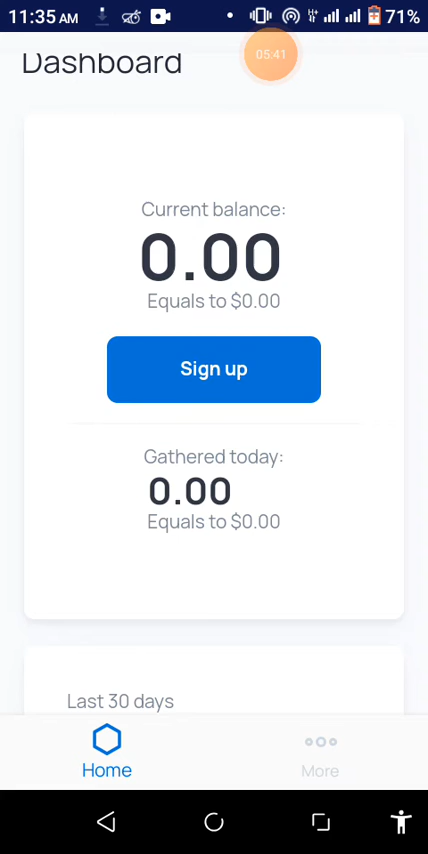 11:35 AM
H+
71%
Dashboard
05:41
Current balance:
0.00
Equals to $0.00
Sign up
Gathered today:
0.00
Equals to $0.00
Last 30 days
Home
More